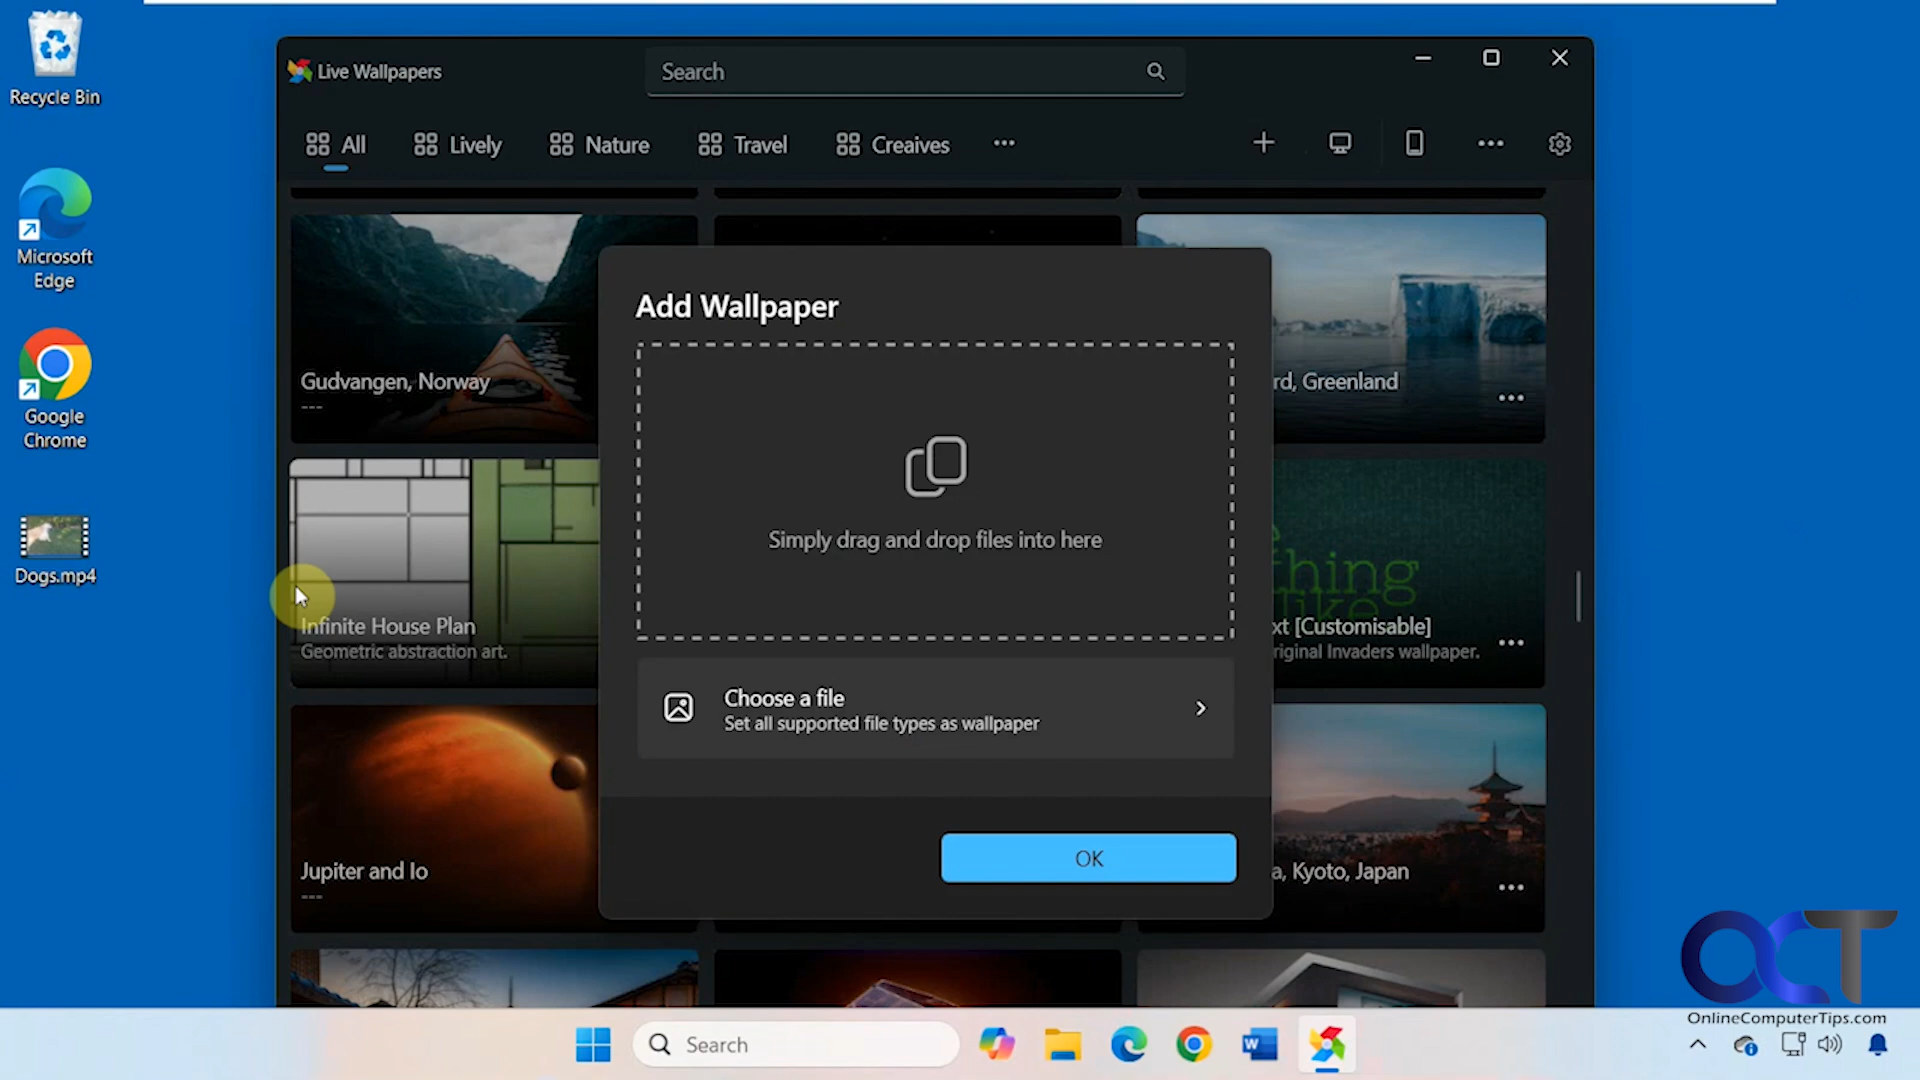 Recycle Bin
Microsoft
Edge
Google
Chrome
Dogs.mp4
Live Wallpapers
Search
All
Lively
Nature
Travel
Creaives
Gudvangen, Norway
---
rd, Greenland
Add Wallpaper
Simply drag and drop files into here
Choose a file
Set all supported file types as wallpaper
OK
Infinite House Plan
Geometric abstraction art.
hing
like
xt [Customisable]
riginal Invaders wallpaper.
Jupiter and Io
---
a, Kyoto, Japan
OCT
OnlineComputerTips.com
Search